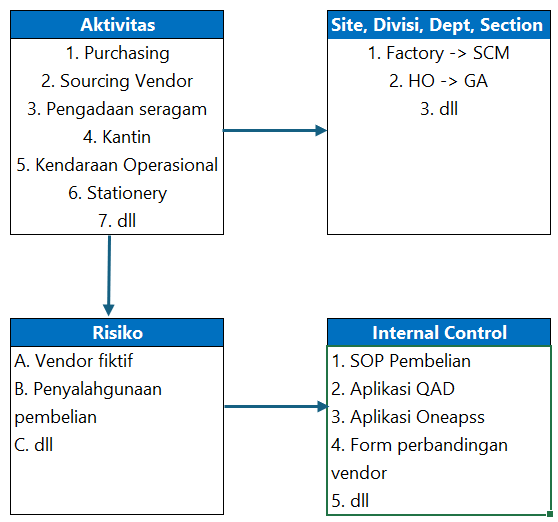 Aktivitas
1. Purchasing
2. Sourcing Vendor
3. Pengadaan seragam
4. Kantin
5. Kendaraan Operasional
6. Stationery
7. dll
Site, Divisi, Dept, Section
1. Factory -> SCM
2. HO -> GA
3. dll
Risiko
A. Vendor fiktif
B. Penyalahgunaan
pembelian
C. dll
Internal Control
1. SOP Pembelian
2. Aplikasi QAD
3. Aplikasi Oneapss
4. Form perbandingan
vendor
5. dll